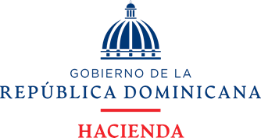 GOBIERNO DE LA
REPÚBLICA DOMINICANA
HACIENDA